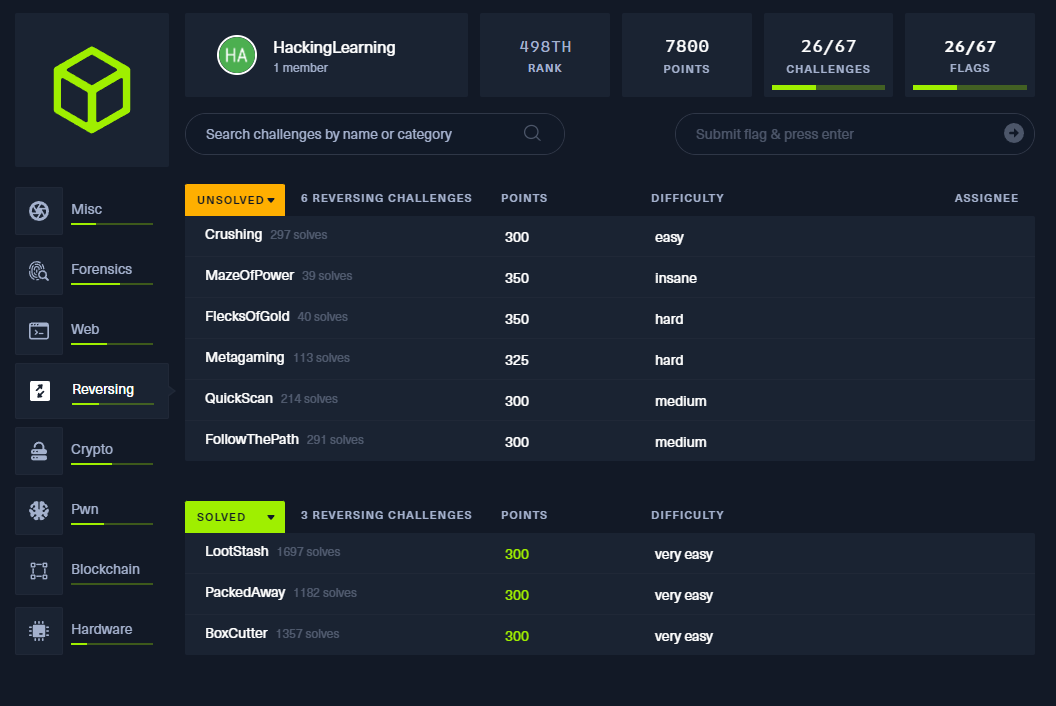 HA
HackingLearning
1 member
498TH
RANK
7800
POINTS
26/67
CHALLENGES
26/67
FLAGS
Search challenges by name or category
Submit flag & press enter
Misc
Forensics
Web
Reversing
Crypto
Pwn
Blockchain
Hardware
UNSOLVED 6 REVERSING CHALLENGES POINTS DIFFICULTY ASSIGNEE
Crushing 297 solves 300 easy
MazeOfPower 39 solves 350 insane
FlecksOfGold 40 solves 350 hard
Metagaming 113 solves 325 hard
QuickScan 214 solves 300 medium
FollowThePath 291 solves 300 medium
SOLVED 3 REVERSING CHALLENGES POINTS DIFFICULTY
LootStash 1697 solves 300 very easy
PackedAway 1182 solves 300 very easy
BoxCutter 1357 solves 300 very easy